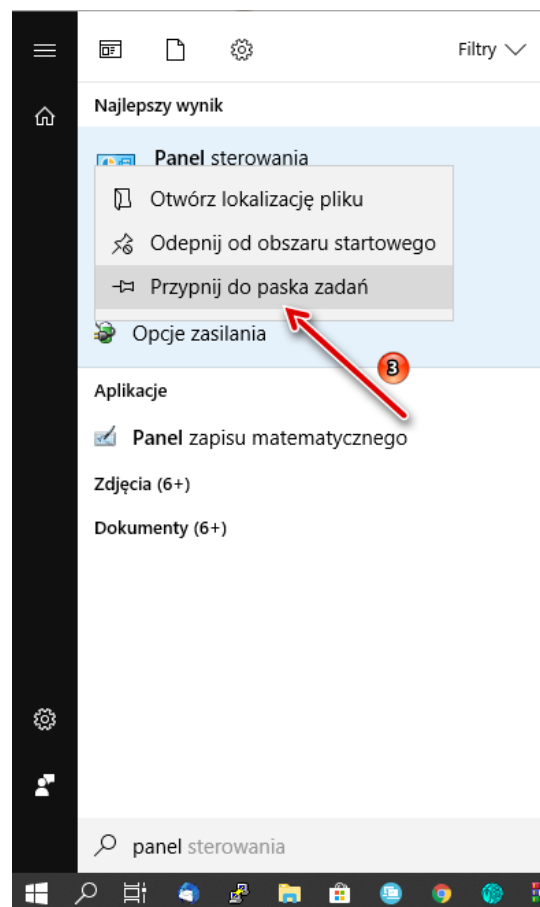 Filtry
Najlepszy wynik
Panel sterowania
Otwórz lokalizację pliku
Odepnij od obszaru startowego
Przypnij do paska zadań
Opcje zasilania
3
Aplikacje
Panel zapisu matematycznego
Zdjęcia (6+)
Dokumenty (6+)
panel sterowania